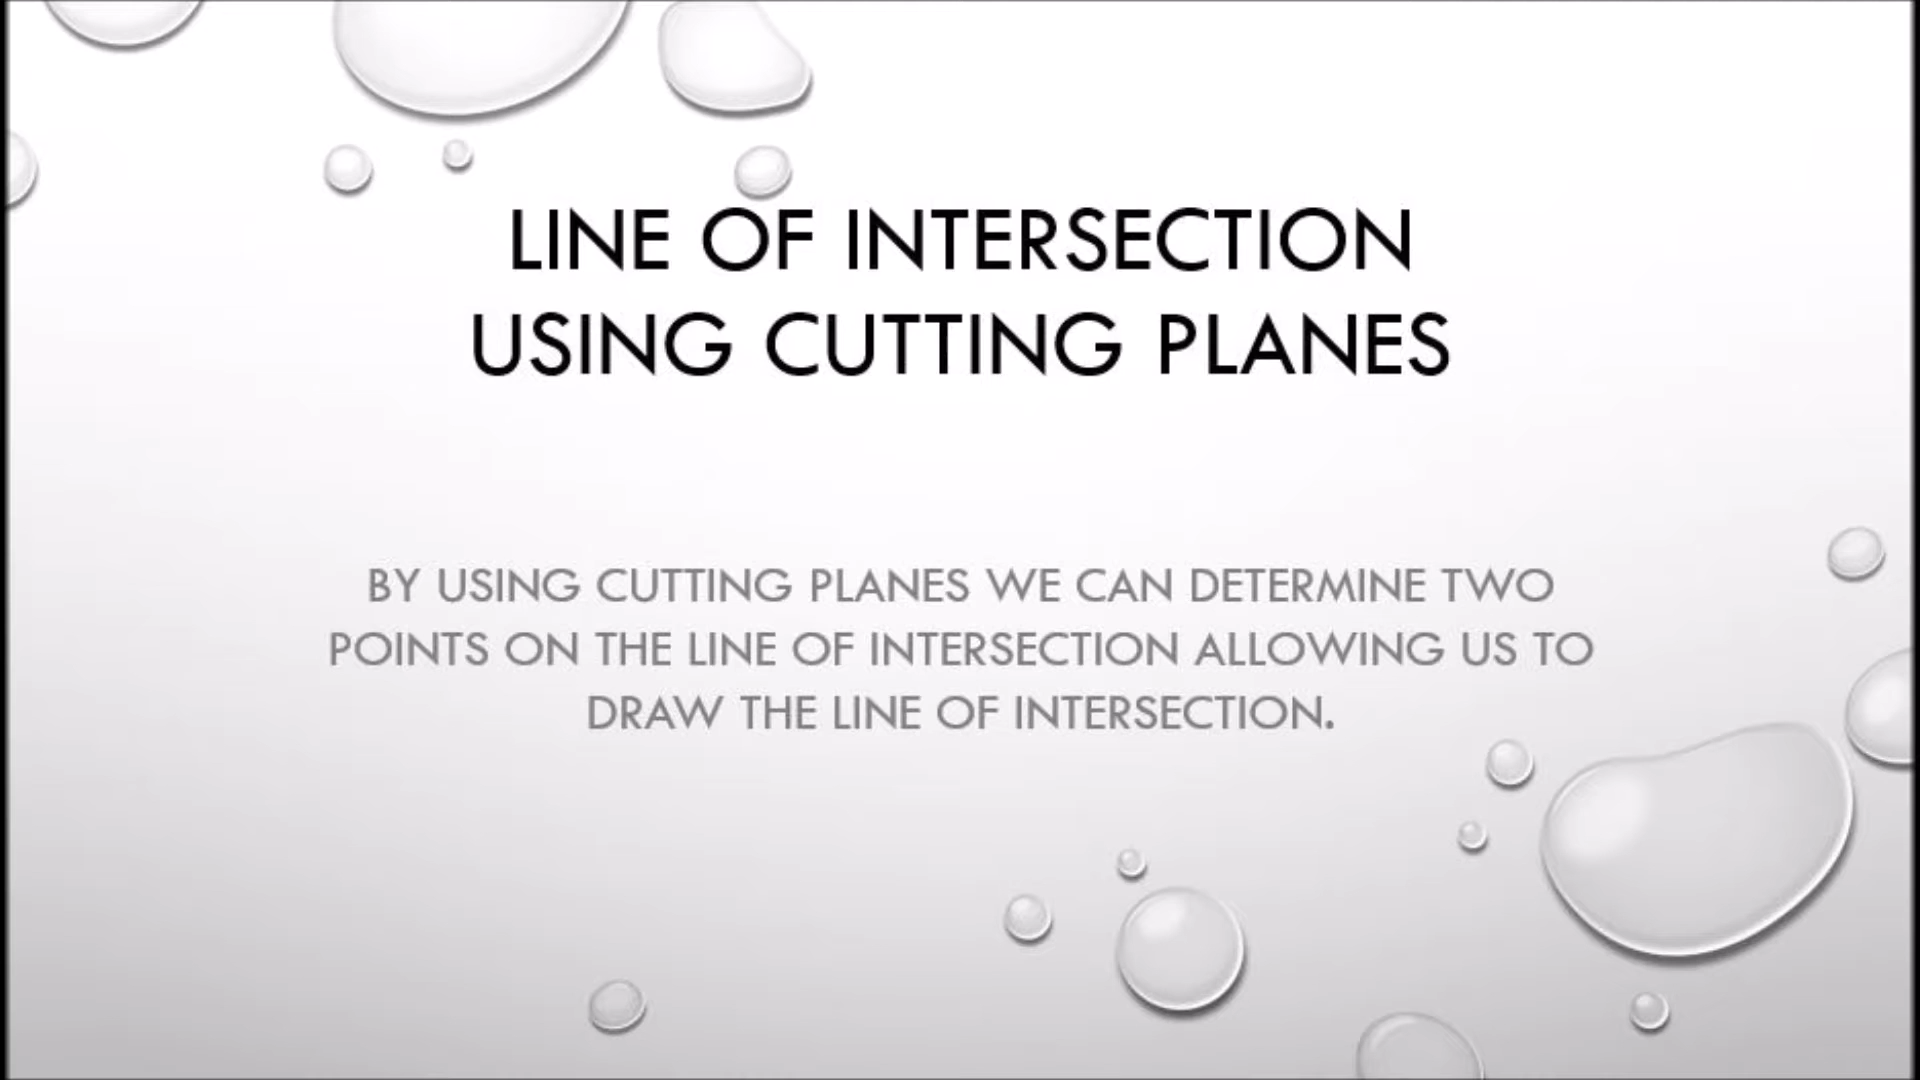 LINE OF INTERSECTION
USING CUTTING PLANES
BY USING CUTTING PLANES WE CAN DETERMINE TWO
POINTS ON THE LINE OF INTERSECTION ALLOWING US TO
DRAW THE LINE OF INTERSECTION.